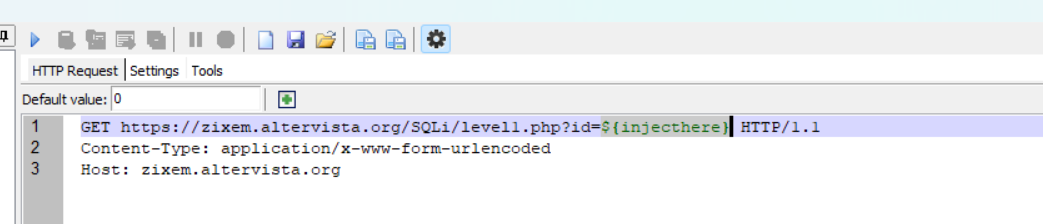 HTTP Request Settings Tools
Default value: 0
1 GET https://zixem.altervista.org/SQLi/level1.php?id=${injecthere} HTTP/1.1
2 Content-Type: application/x-www-form-urlencoded
3 Host: zixem.altervista.org